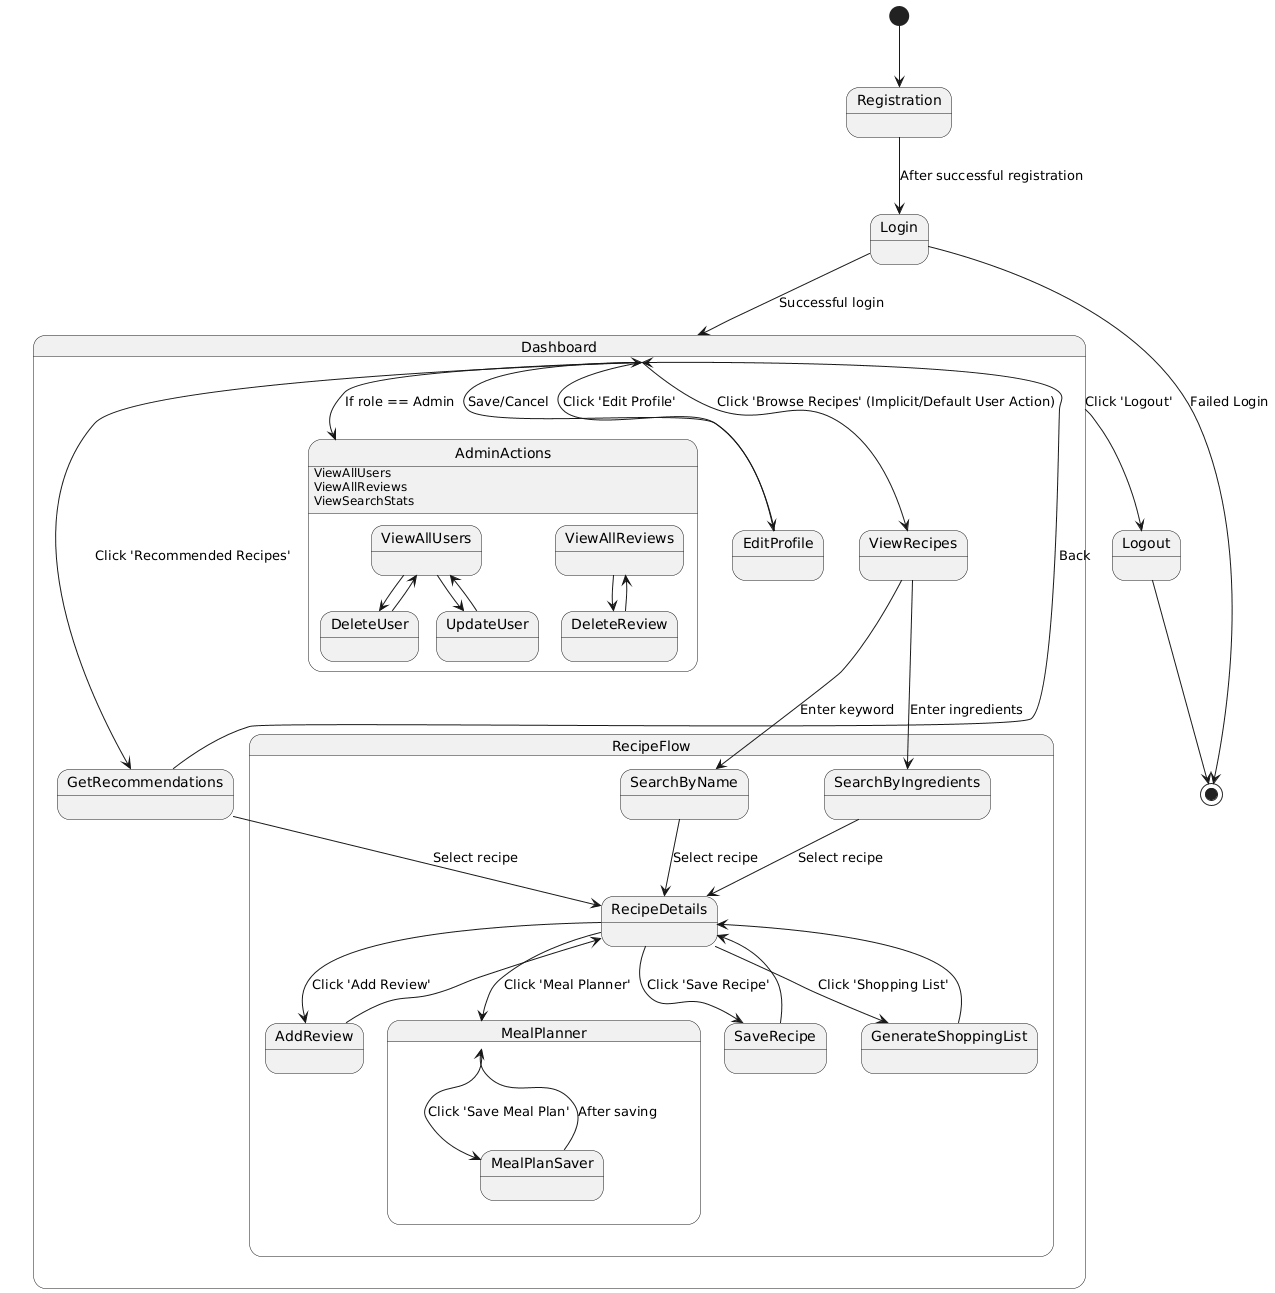 Registration
After successful registration
Login
Successful login
Dashboard
If role == Admin
Save/Cancel
Click 'Edit Profile'
Click 'Browse Recipes' (Implicit/Default User Action)
Click 'Logout'
Failed Login
AdminActions
ViewAllUsers
ViewAllReviews
ViewSearchStats
ViewAllUsers
ViewAllReviews
EditProfile
ViewRecipes
Logout
Click 'Recommended Recipes'
Back
DeleteUser
UpdateUser
DeleteReview
Enter keyword
Enter ingredients
RecipeFlow
GetRecommendations
SearchByName
SearchByIngredients
Select recipe
Select recipe
Select recipe
RecipeDetails
Click 'Add Review'
Click 'Meal Planner'
Click 'Save Recipe'
Click 'Shopping List'
AddReview
MealPlanner
SaveRecipe
GenerateShoppingList
Click 'Save Meal Plan'
After saving
MealPlanSaver